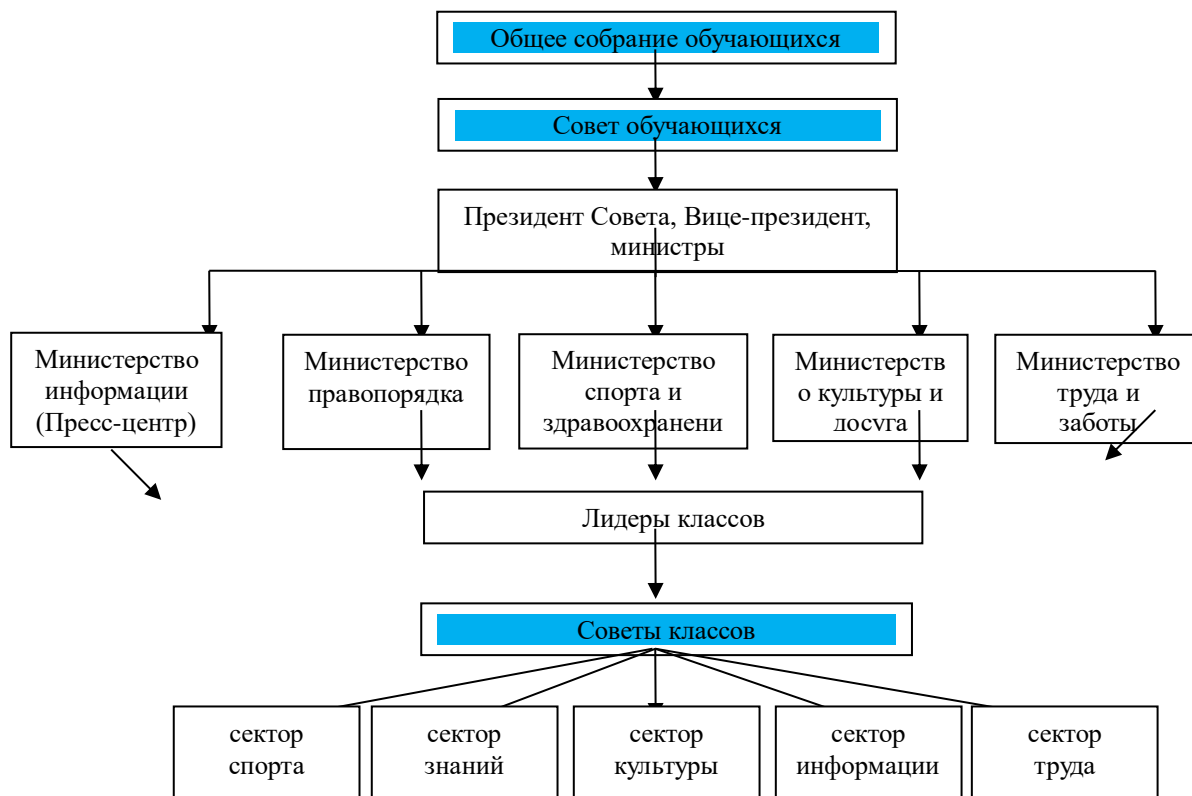 Общее собрание обучающихся
Совет обучающихся
Президент Совета, Вице-президент,
министры
Министерство
информации
(Пресс-центр)
Министерство
правопорядка
Министерство
спорта и
здравоохранени
Министерств
о культуры и
досуга
Министерство
труда и
заботы
Лидеры классов
Советы классов
сектор
спорта
сектор
знаний
сектор
культуры
сектор
информации
сектор
труда